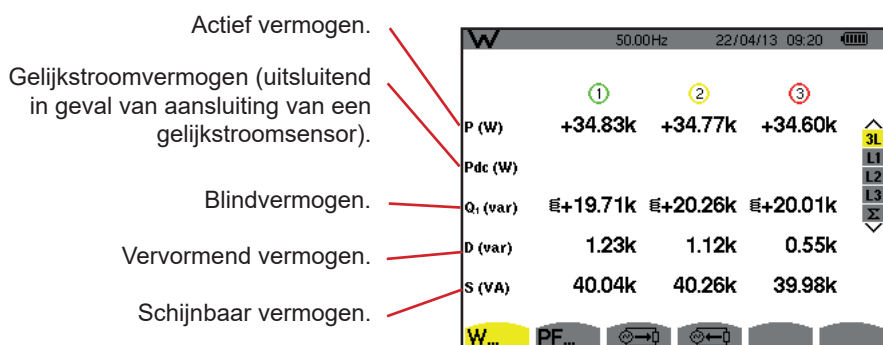 Actief vermogen.
Gelijkstroomvermogen (uitsluitend
in geval van aansluiting van een
gelijkstroomsensor).
Blindvermogen.
Vervormend vermogen.
Schijnbaar vermogen.
W 50.00Hz 22/04/13 09:20
1 2 3
P (W) +34.83k +34.77k +34.60k
Pdc (W)
Q₁ (var) +19.71k +20.26k +20.01k
D (var) 1.23k 1.12k 0.55k
S (VA) 40.04k 40.26k 39.98k
3L
L1
L2
L3
Σ
W... PF...